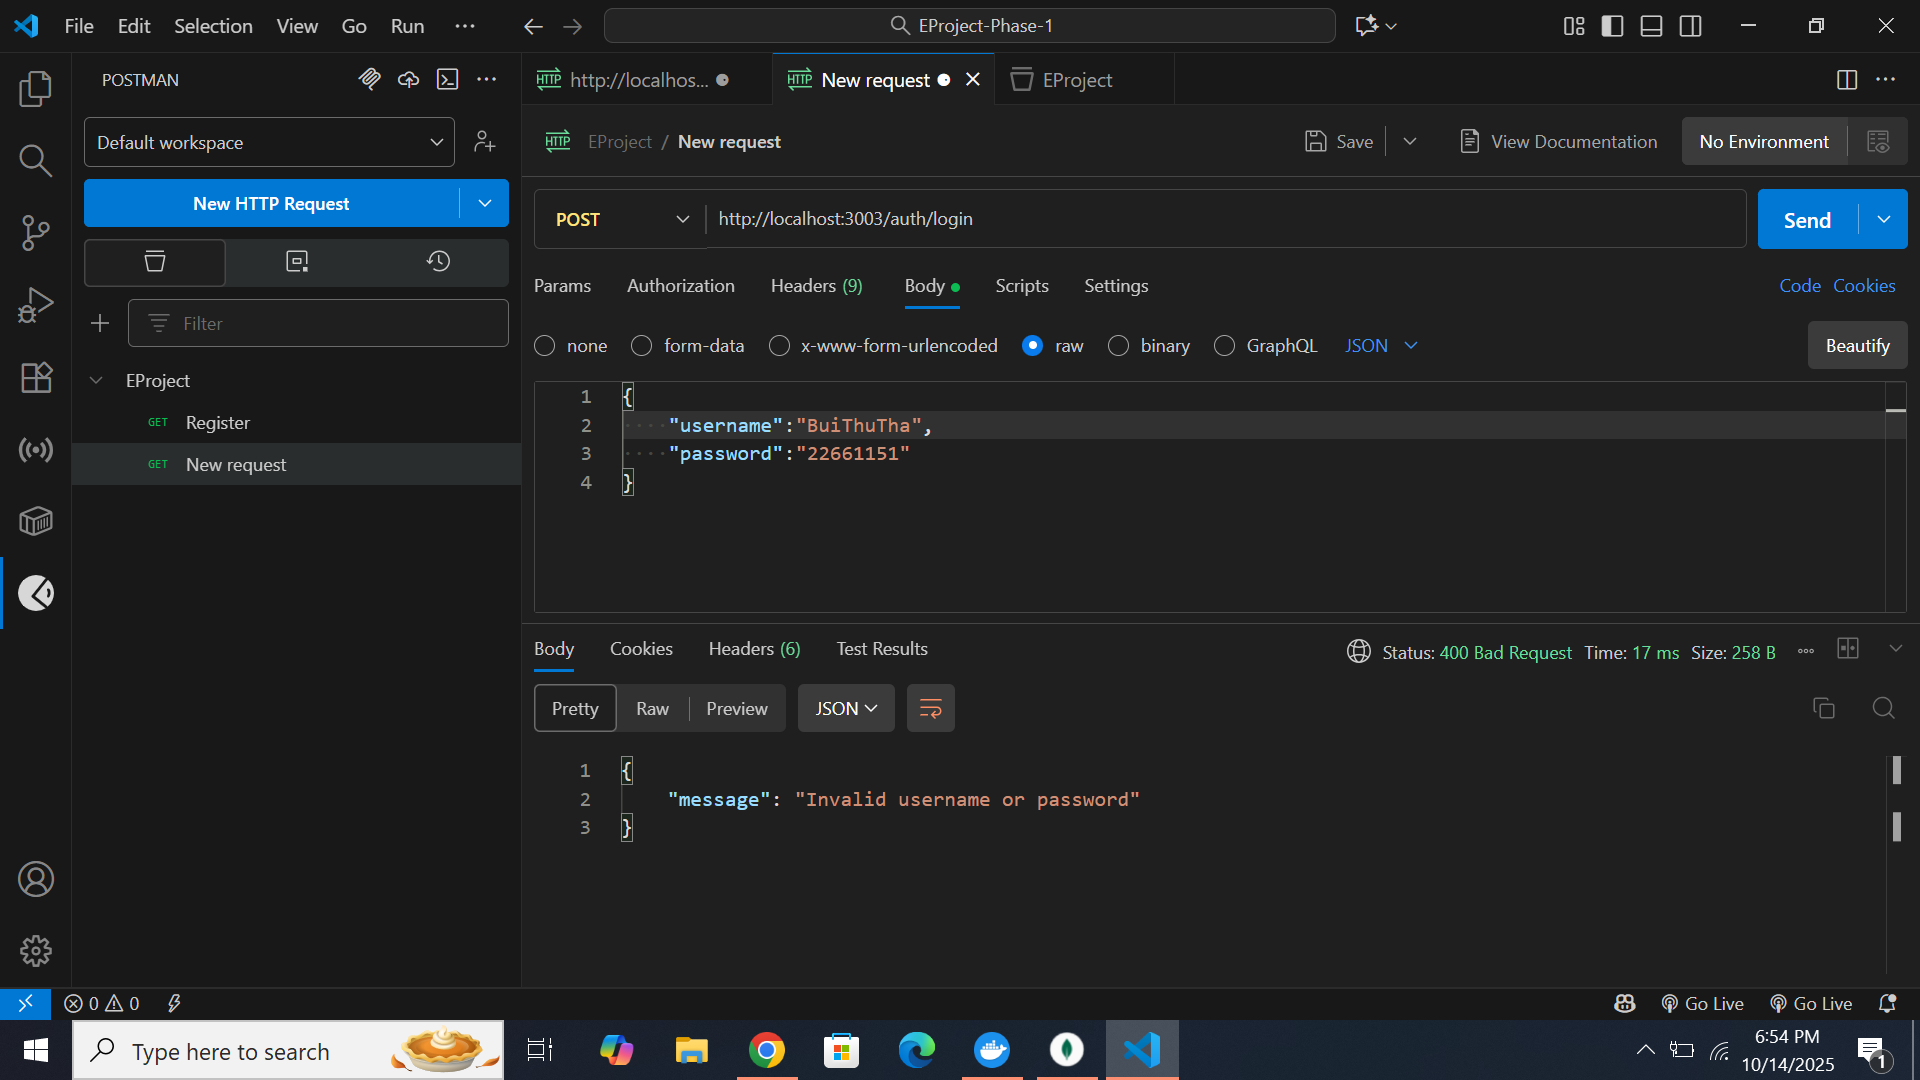 File Edit Selection View Go Run ···
EProject-Phase-1
POSTMAN
http://localhos...
New request
EProject
Default workspace
EProject / New request
Save
View Documentation
No Environment
New HTTP Request
POST
http://localhost:3003/auth/login
Send
Params Authorization Headers (9) Body Scripts Settings
Code Cookies
Filter
none form-data x-www-form-urlencoded raw binary GraphQL JSON
Beautify
EProject
GET Register
GET New request
1 {
2 "username":"BuiThuTha",
3 "password":"22661151"
4 }
Body Cookies Headers (6) Test Results
Status: 400 Bad Request Time: 17 ms Size: 258 B
Pretty Raw Preview JSON
1 {
2 "message": "Invalid username or password"
3 }
0 0
Go Live Go Live
Type here to search
6:54 PM
10/14/2025
1